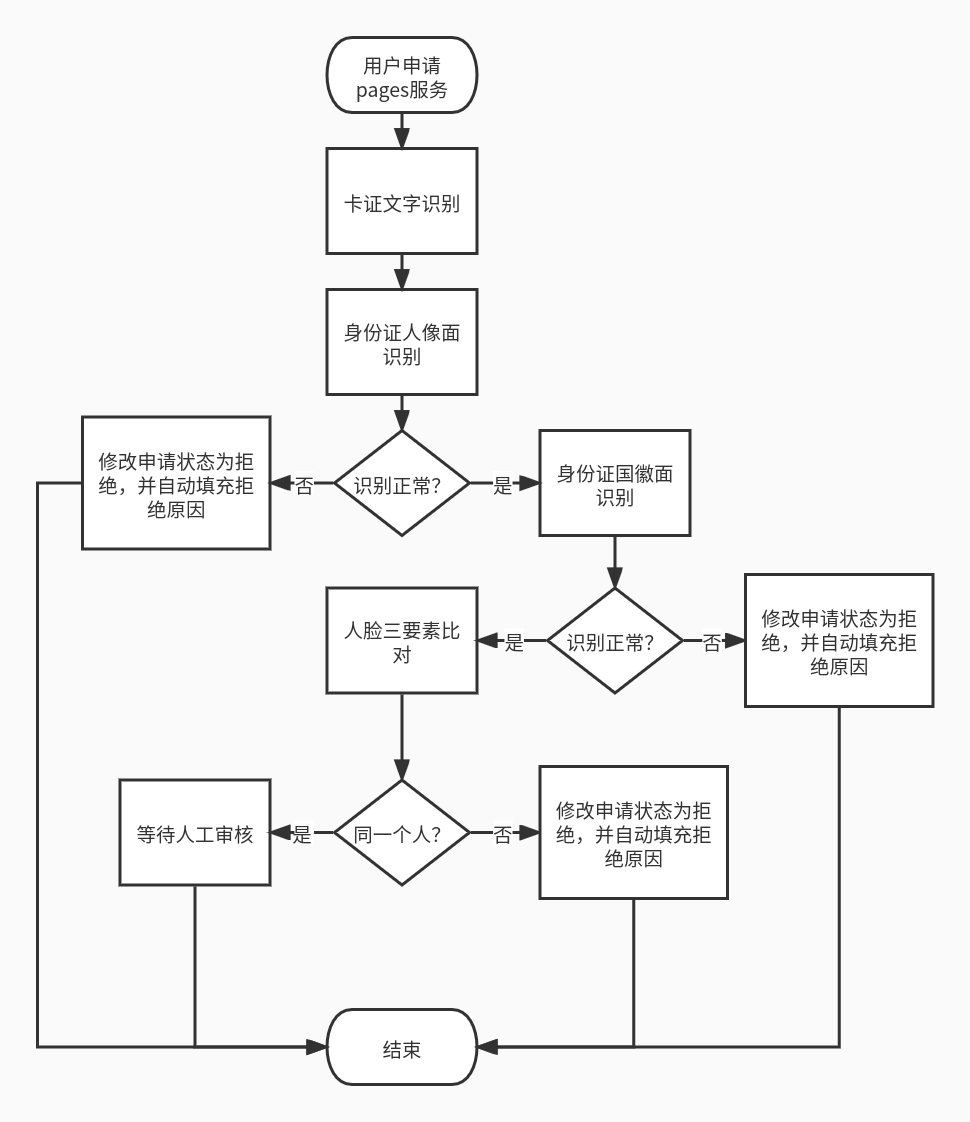 用户申请
pages服务
卡证文字识别
身份证人像面
识别
修改申请状态为拒
绝，并自动填充拒
绝原因
否
识别正常？
是
身份证国徽面
识别
人脸三要素比
对
是
识别正常？
否
修改申请状态为拒
绝，并自动填充拒
绝原因
等待人工审核
是
同一个人？
否
修改申请状态为拒
绝，并自动填充拒
绝原因
结束